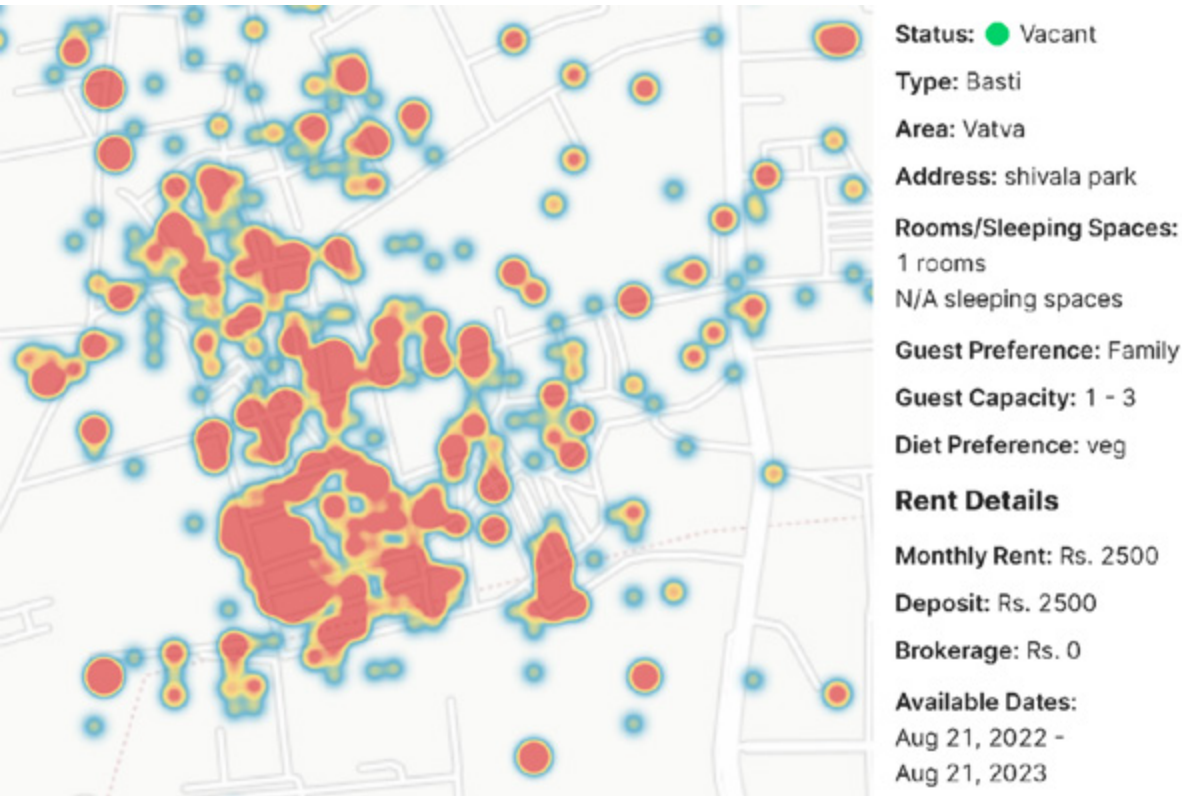 Status: Vacant
Type: Basti
Area: Vatva
Address: shivala park
Rooms/Sleeping Spaces:
1 rooms
N/A sleeping spaces
Guest Preference: Family
Guest Capacity: 1 - 3
Diet Preference: veg
Rent Details
Monthly Rent: Rs. 2500
Deposit: Rs. 2500
Brokerage: Rs. 0
Available Dates:
Aug 21, 2022 -
Aug 21, 2023